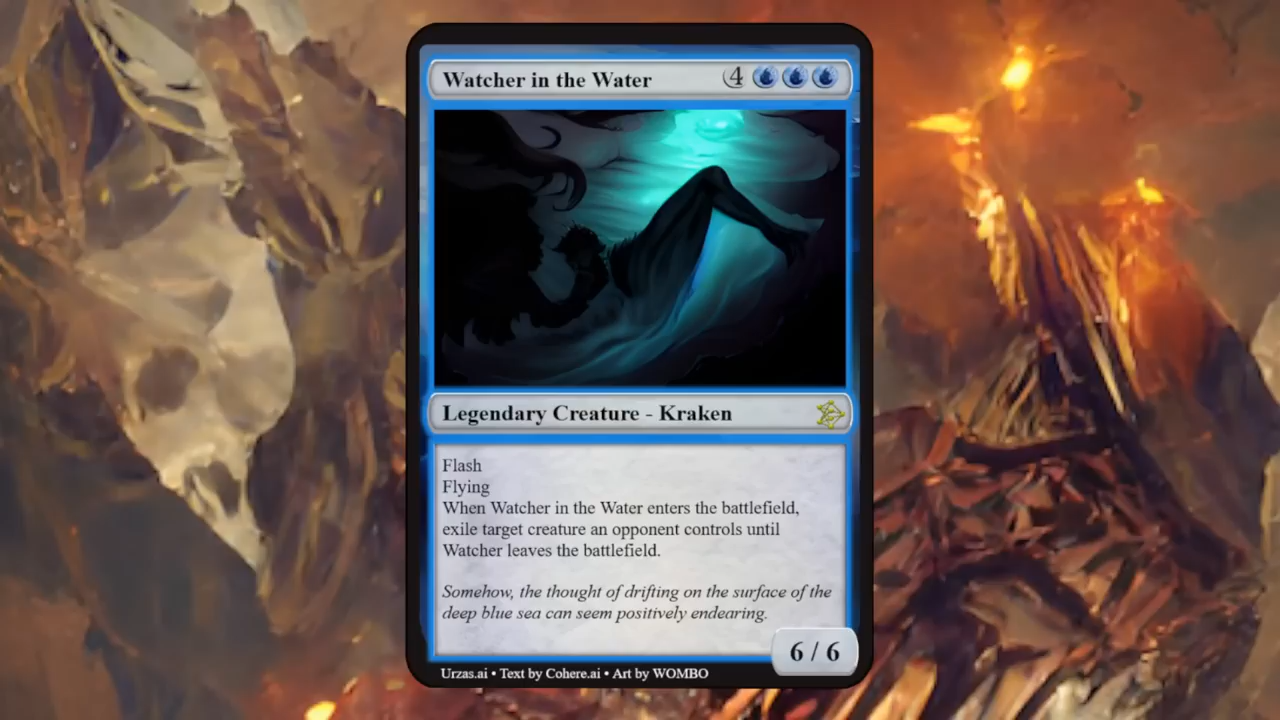 Watcher in the Water 4
Legendary Creature - Kraken
Flash
Flying
When Watcher in the Water enters the battlefield,
exile target creature an opponent controls until
Watcher leaves the battlefield.
Somehow, the thought of drifting on the surface of the
deep blue sea can seem positively endearing.
6 / 6
Urzas.ai • Text by Cohere.ai • Art by WOMBO